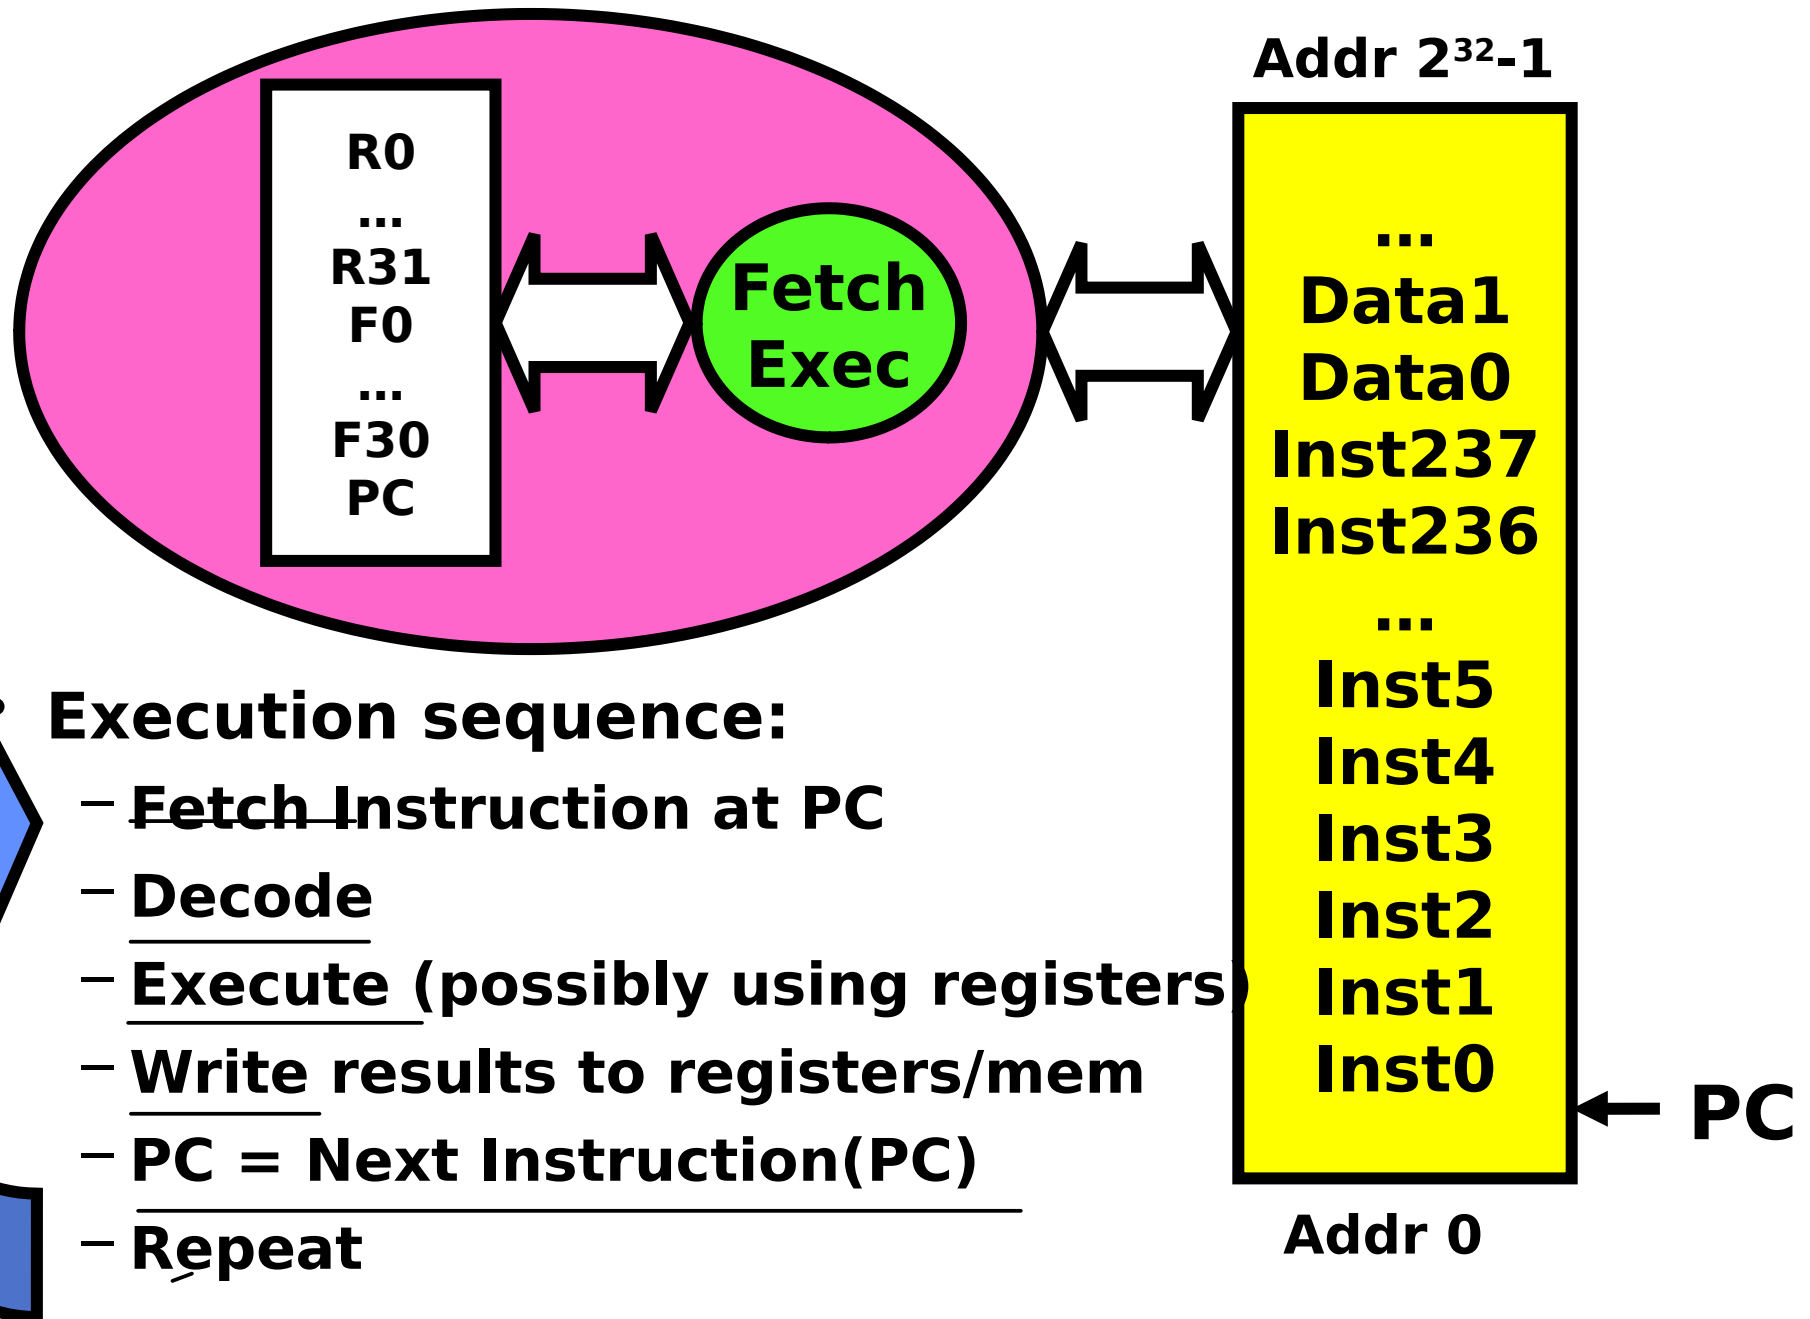 R0
…
R31
F0
…
F30
PC
Fetch
Exec
Addr 2³²-1
…
Data1
Data0
Inst237
Inst236
…
Inst5
Inst4
Inst3
Inst2
Inst1
Inst0
PC
Addr 0
• Execution sequence:
– Fetch Instruction at PC
– Decode
– Execute (possibly using registers)
– Write results to registers/mem
– PC = Next Instruction(PC)
– Repeat